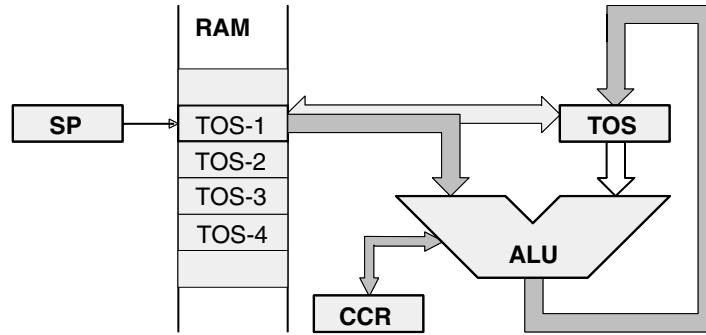 RAM
SP
TOS-1
TOS
TOS-2
TOS-3
TOS-4
ALU
CCR